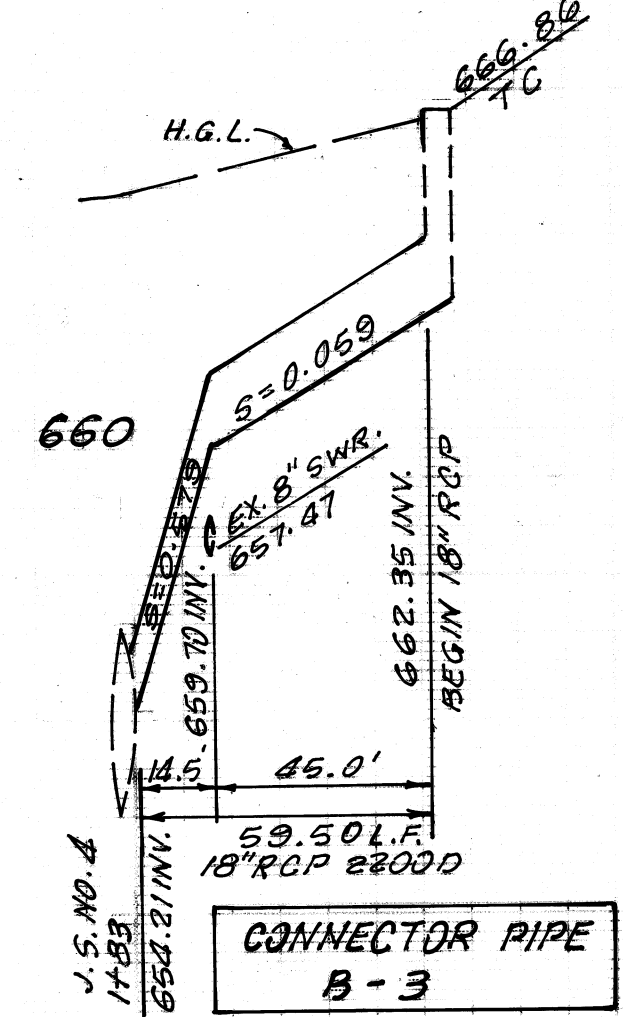 666.86
TC
H.G.L.
S=0.059
660
EX. 8" SWR.
657.47
S=0.379
659.70 INV.
662.35 INV.
BEGIN 18" RCP
14.5
45.0'
59.50 L.F.
18" RCP 2200D
J.S. NO. 4
1+83
654.21 INV.
CONNECTOR PIPE
B-3